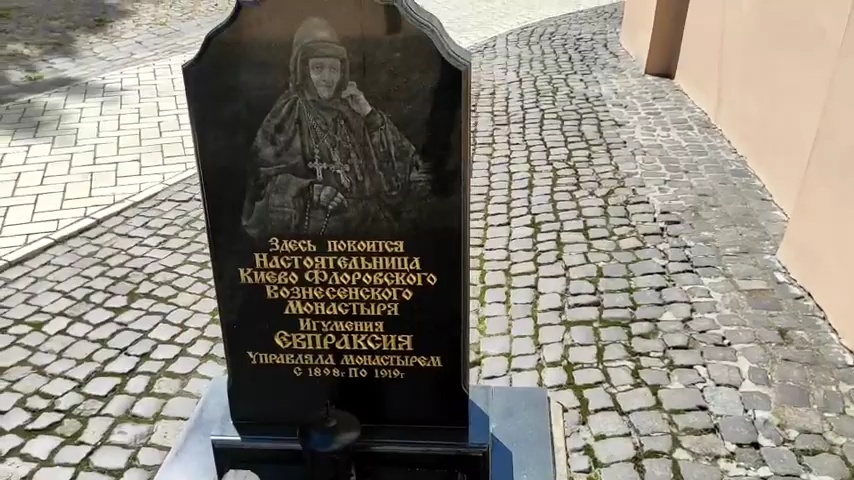 Здесь покоится
Настоятельница
Киево Флоровского
Вознесенского
монастыря
игумения
Евпраксия
управляла монастырем
с 1898г по 1919г